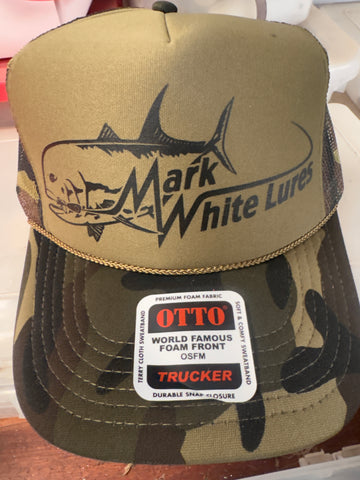 Mark
White Lures
PREMIUM FOAM FABRIC
OTTO
WORLD FAMOUS
FOAM FRONT
OSFM
TRUCKER
DURABLE SNAP CLOSURE
TERRY CLOTH SWEATBAND
SOFT & COMFY SWEATBAND